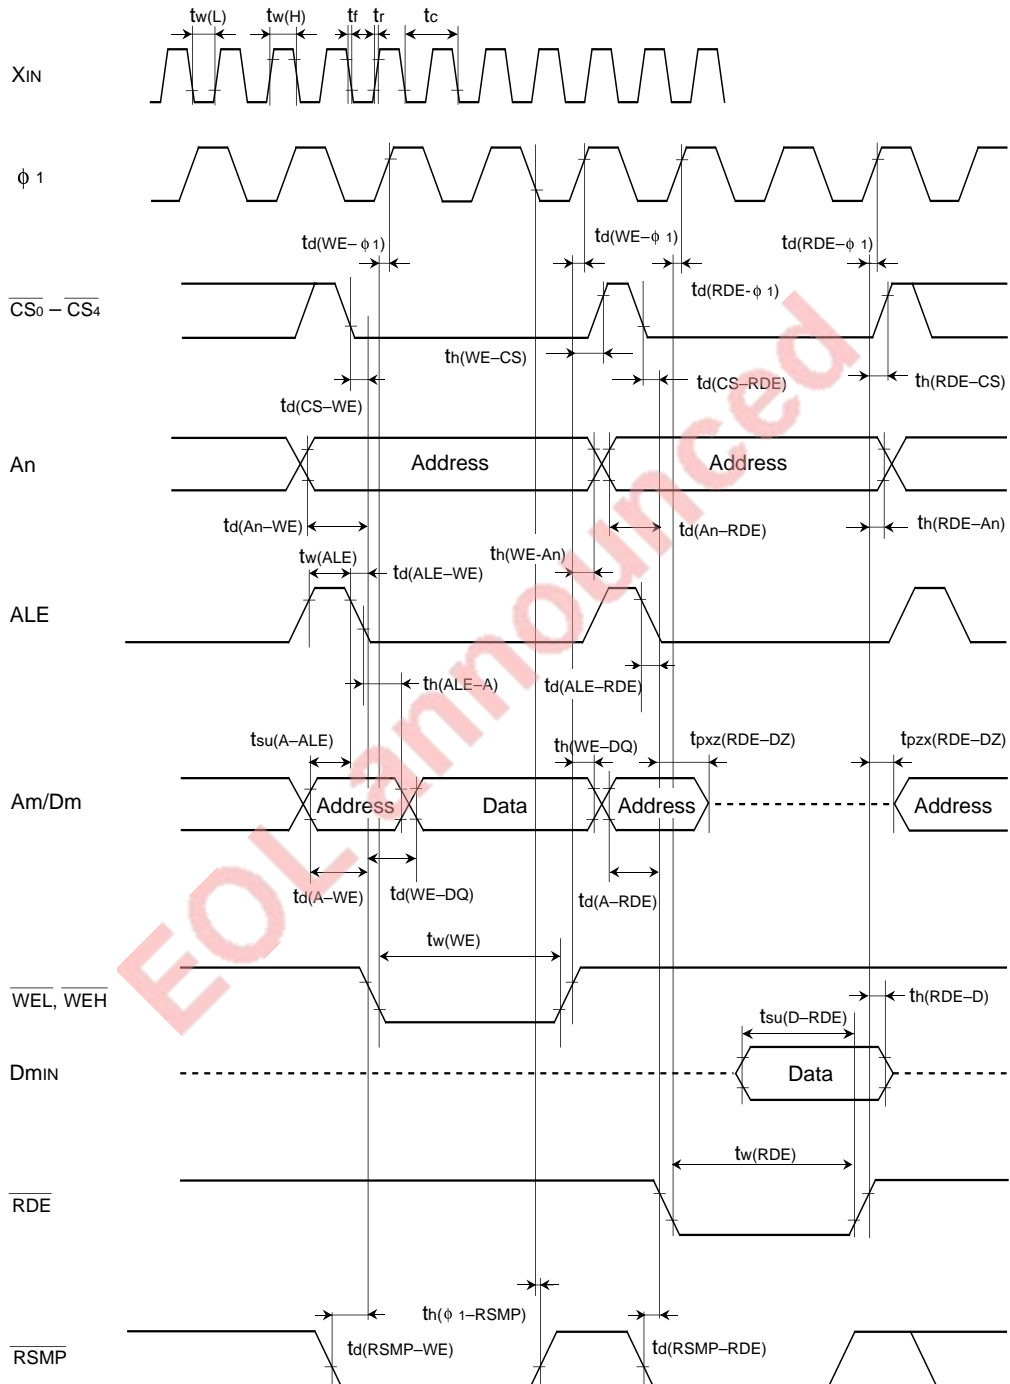 tw(L) tw(H) tf tr tc
XIN
ϕ 1
td(WE–ϕ 1) td(WE–ϕ 1) td(RDE–ϕ 1)
td(RDE-ϕ 1)
CS0 – CS4
th(WE–CS)
td(CS–RDE) th(RDE–CS)
td(CS–WE)
An Address Address
td(An–WE) td(An–RDE) th(RDE–An)
tw(ALE) th(WE-An)
td(ALE–WE)
ALE
th(ALE–A) td(ALE–RDE)
tsu(A–ALE) th(WE–DQ) tpxz(RDE–DZ) tpzx(RDE–DZ)
Am/Dm Address Data Address Address
td(A–WE) td(WE–DQ) td(A–RDE)
tw(WE)
WEL, WEH
th(RDE–D)
tsu(D–RDE)
DmIN Data
tw(RDE)
RDE
th(ϕ 1–RSMP)
td(RSMP–WE) td(RSMP–RDE)
RSMP
EOL announced